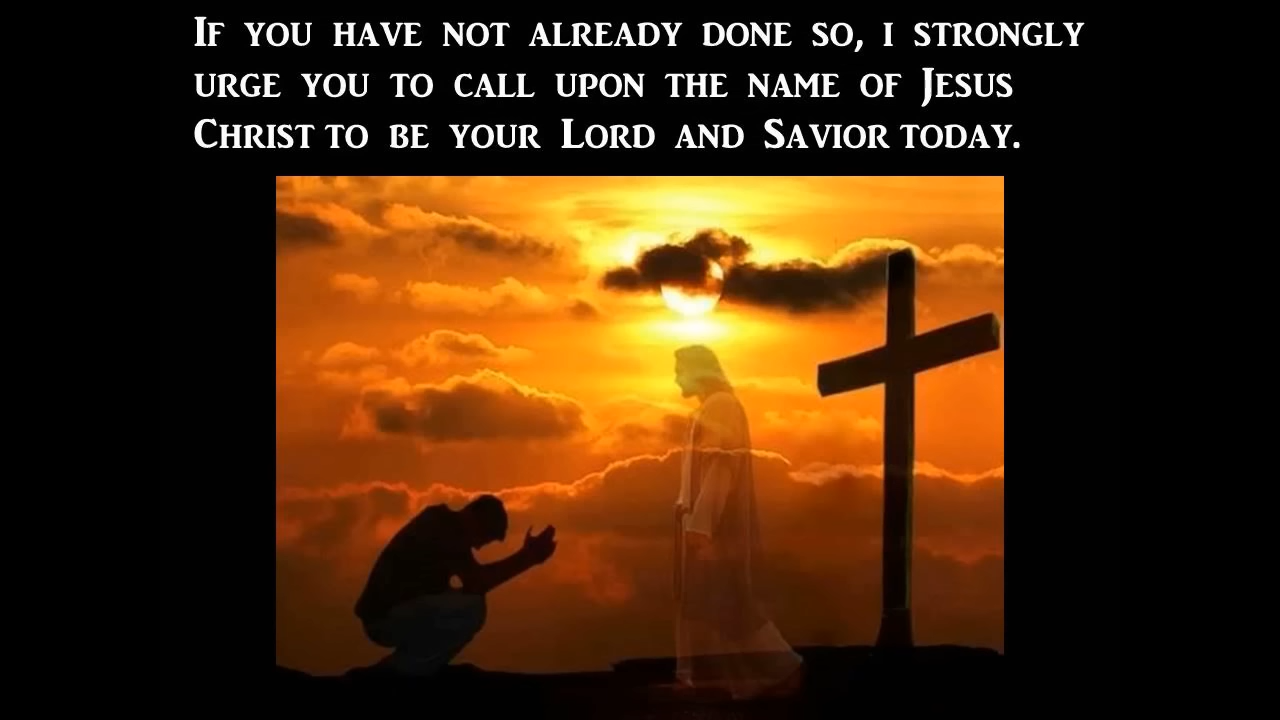 If you have not already done so, I strongly
urge you to call upon the name of Jesus
Christ to be your Lord and Savior today.